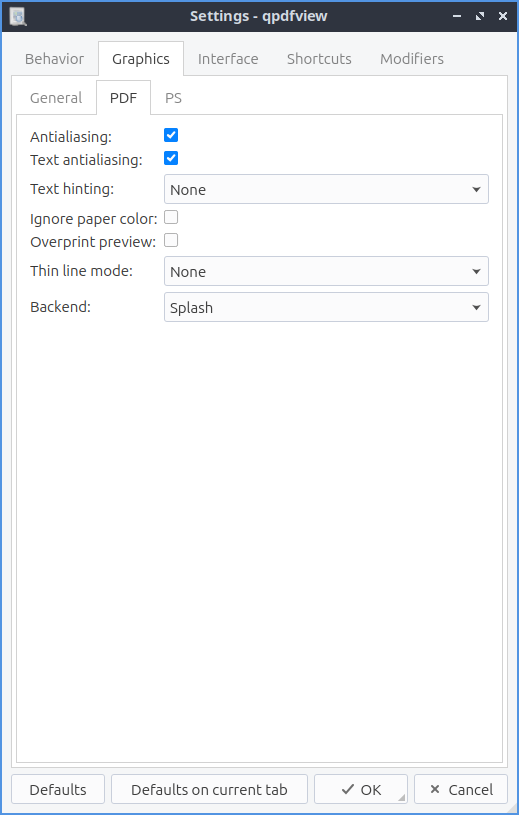 Settings - qpdfview
Behavior Graphics Interface Shortcuts Modifiers
General PDF PS
Antialiasing:
Text antialiasing:
Text hinting: None
Ignore paper color:
Overprint preview:
Thin line mode: None
Backend: Splash
Defaults Defaults on current tab OK Cancel